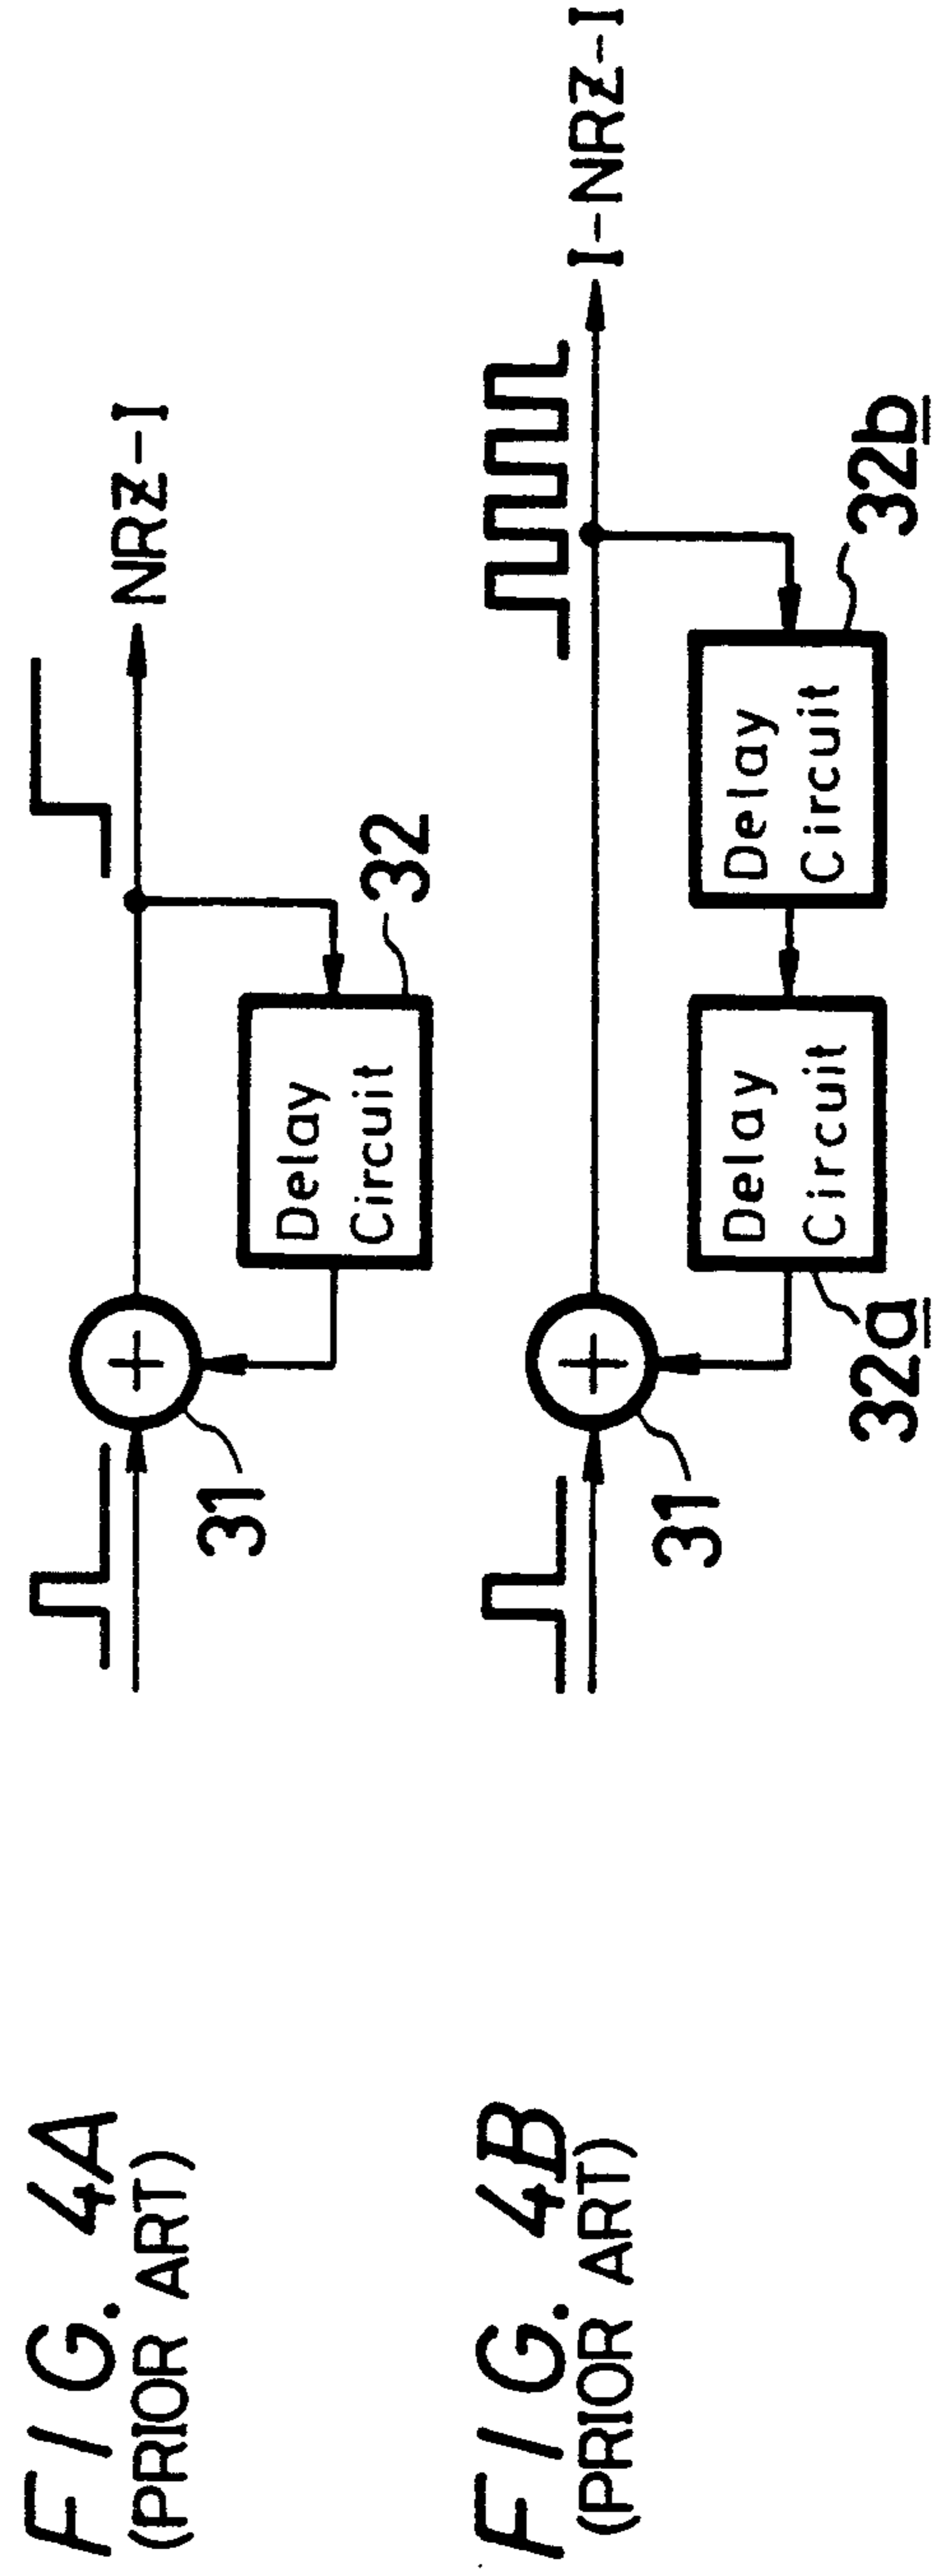 FIG. 4A
(PRIOR ART)
31
Delay
Circuit
32
NRZ-I
FIG. 4B
(PRIOR ART)
31
32a
Delay
Circuit
Delay
Circuit
32b
I-NRZ-I